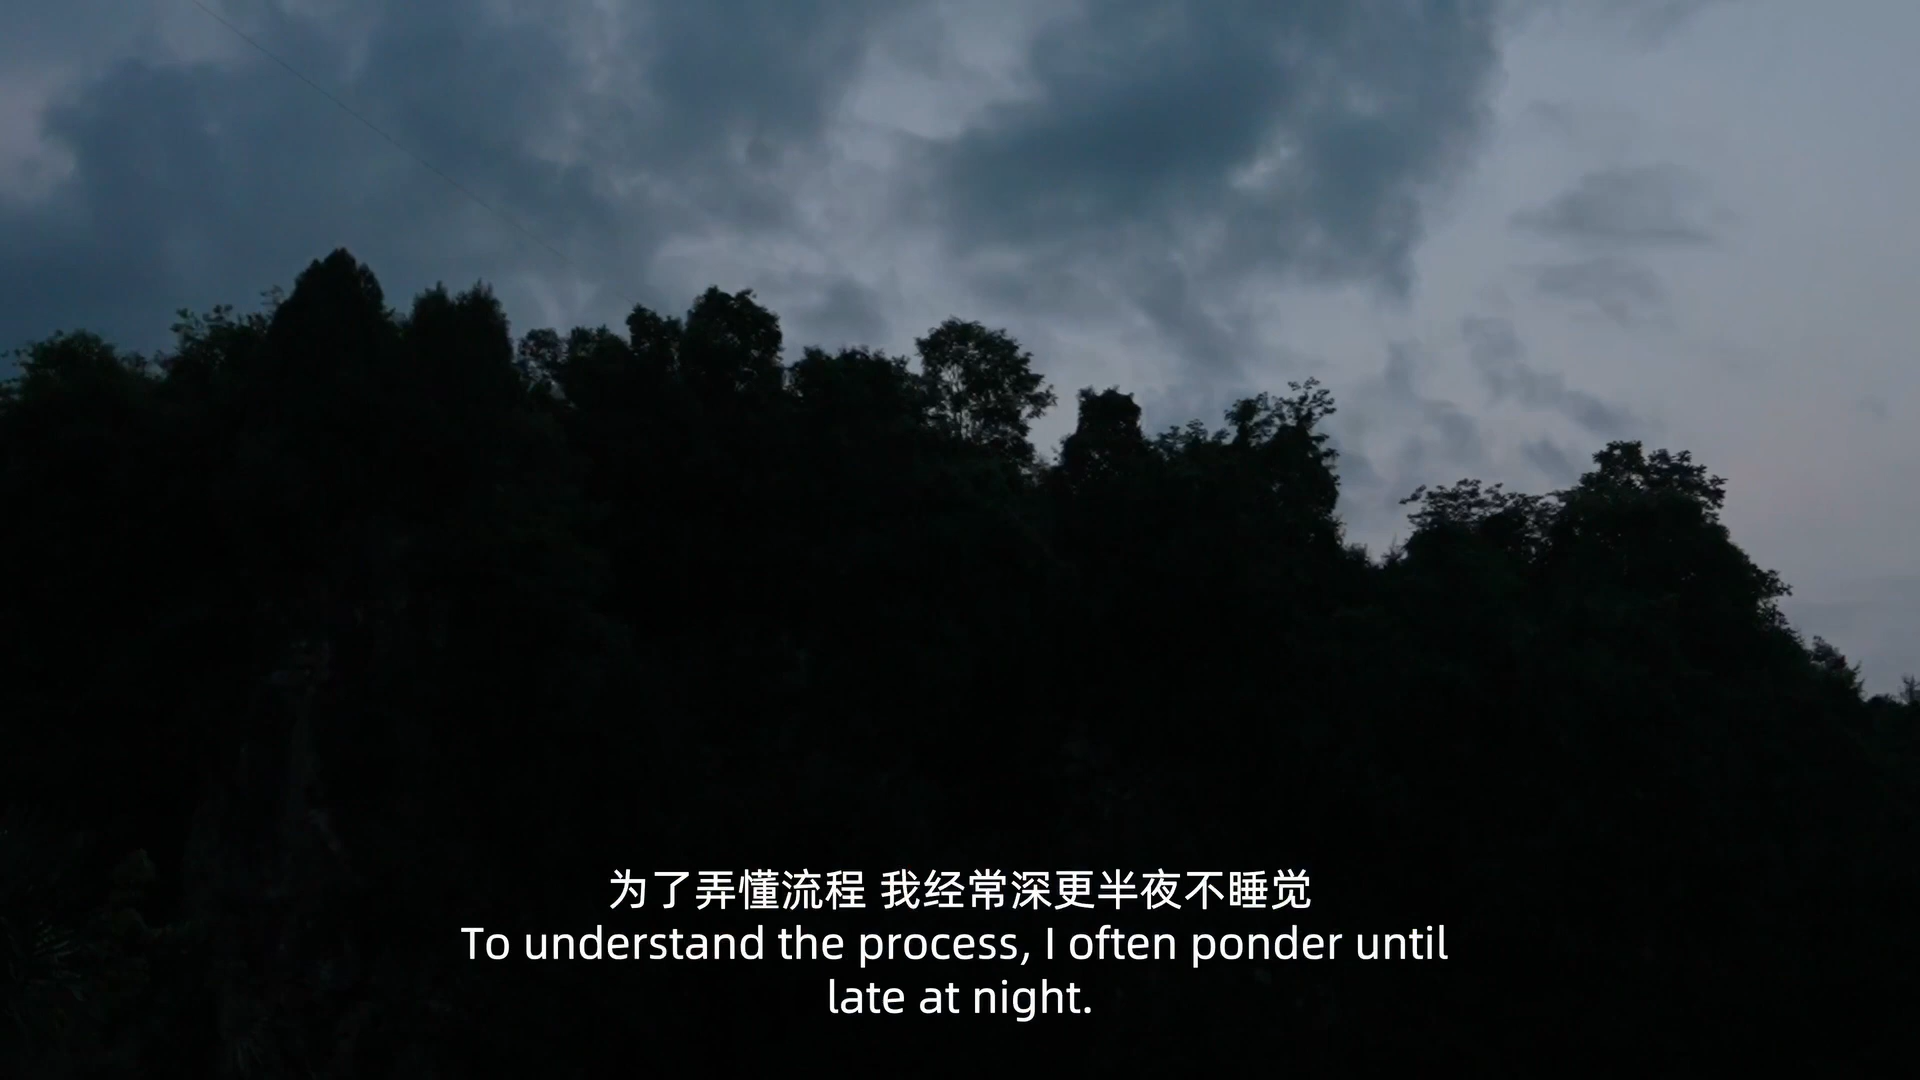 为了弄懂流程 我经常深更半夜不睡觉
To understand the process, I often ponder until
late at night.